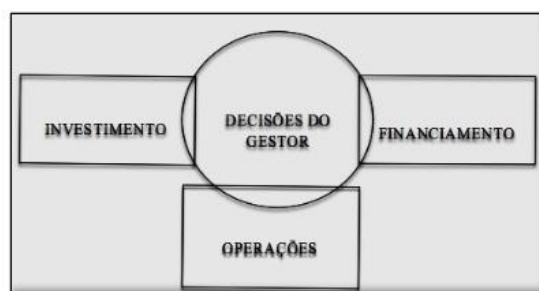 INVESTIMENTO
DECISÕES DO
GESTOR
FINANCIAMENTO
OPERAÇÕES